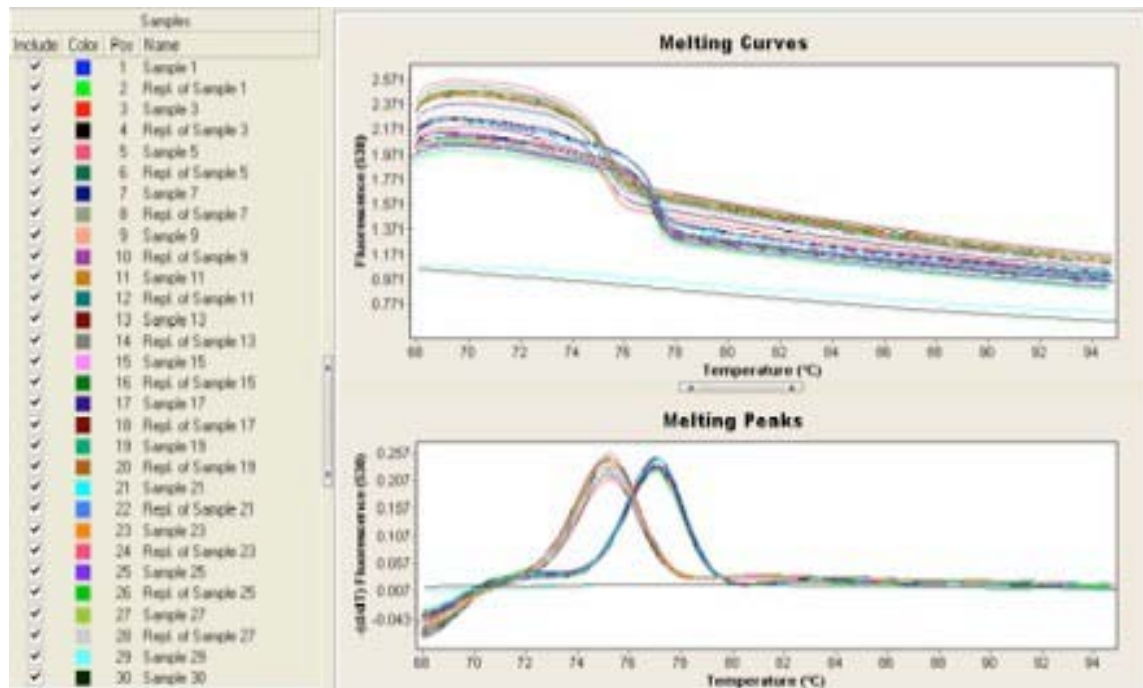 Samples
Include Color Pos Name
1 Sample 1
2 Repl. of Sample 1
3 Sample 3
4 Repl. of Sample 3
5 Sample 5
6 Repl. of Sample 5
7 Sample 7
8 Repl. of Sample 7
9 Sample 9
10 Repl. of Sample 9
11 Sample 11
12 Repl. of Sample 11
13 Sample 13
14 Repl. of Sample 13
15 Sample 15
16 Repl. of Sample 15
17 Sample 17
18 Repl. of Sample 17
19 Sample 19
20 Repl. of Sample 19
21 Sample 21
22 Repl. of Sample 21
23 Sample 23
24 Repl. of Sample 23
25 Sample 25
26 Repl. of Sample 25
27 Sample 27
28 Repl. of Sample 27
29 Sample 29
30 Sample 30
Melting Curves
Fluorescence (530)
2.571
2.371
2.171
1.971
1.771
1.571
1.371
1.171
0.971
0.771
68 70 72 74 76 78 80 82 84 86 88 90 92 94
Temperature (°C)
Melting Peaks
-(d/dT) Fluorescence (530)
0.257
0.207
0.157
0.107
0.057
0.007
-0.043
68 70 72 74 76 78 80 82 84 86 88 90 92 94
Temperature (°C)